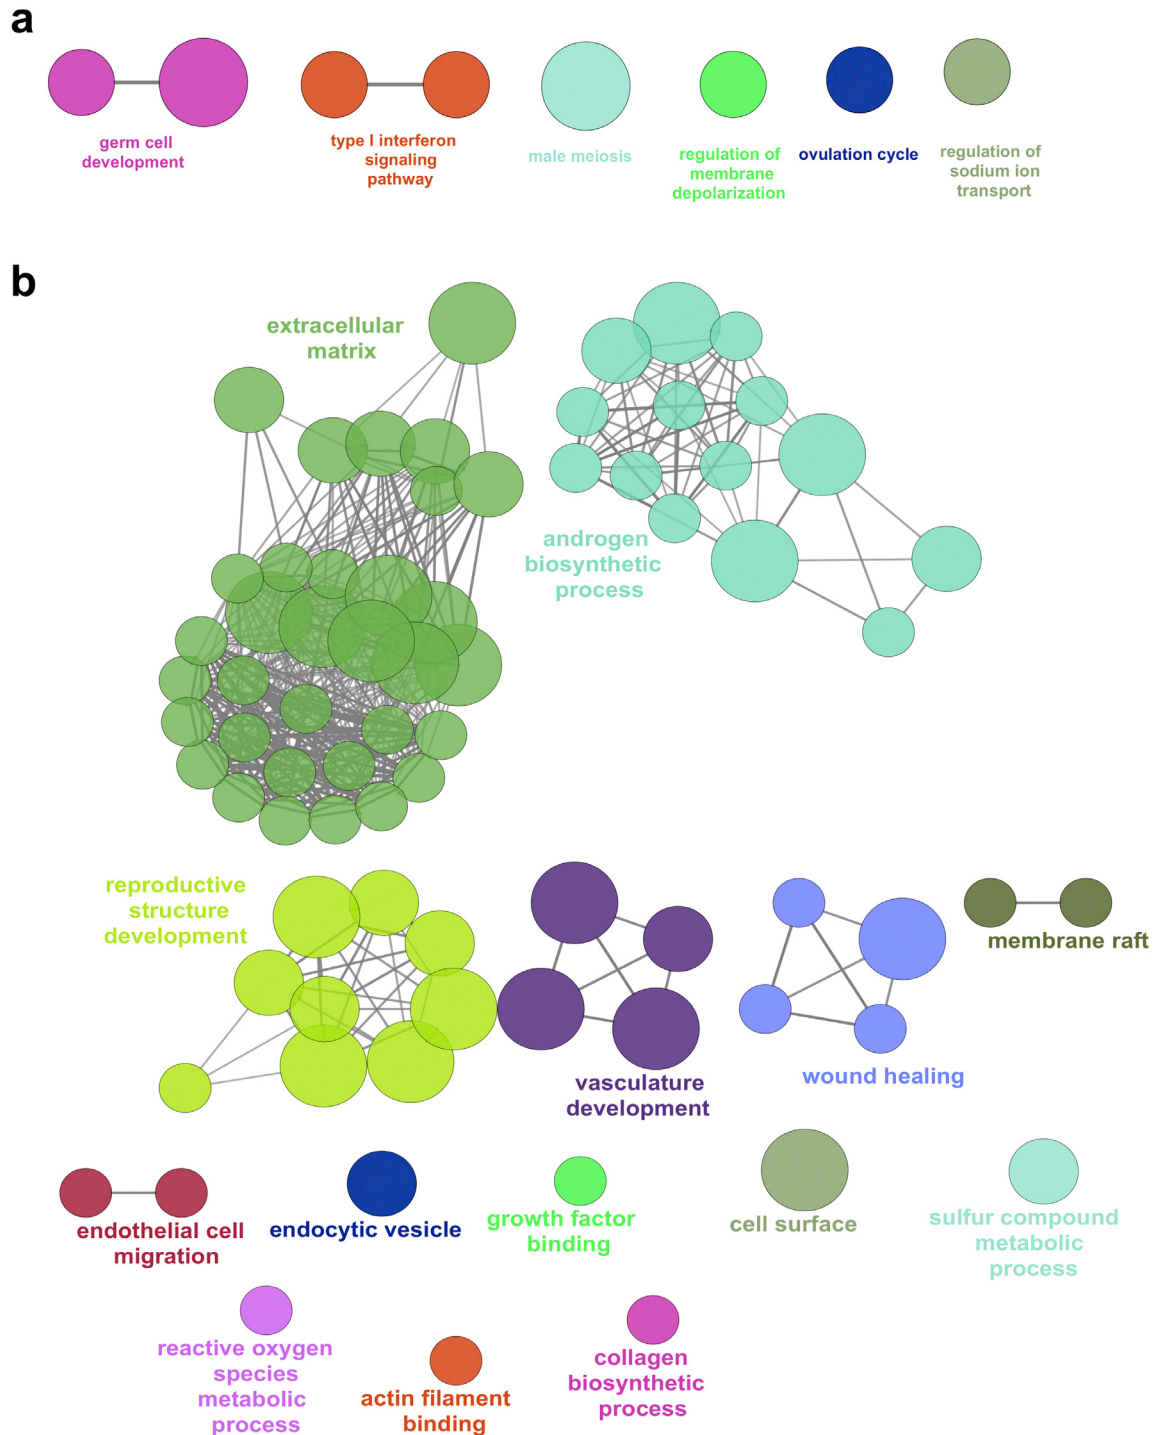 a
germ cell
development
type I interferon
signaling
pathway
male meiosis
regulation of
membrane
depolarization
ovulation cycle
regulation of
sodium ion
transport
b
extracellular
matrix
androgen
biosynthetic
process
reproductive
structure
development
vasculature
development
wound healing
membrane raft
endothelial cell
migration
endocytic vesicle
growth factor
binding
cell surface
sulfur compound
metabolic
process
reactive oxygen
species
metabolic
process
actin filament
binding
collagen
biosynthetic
process